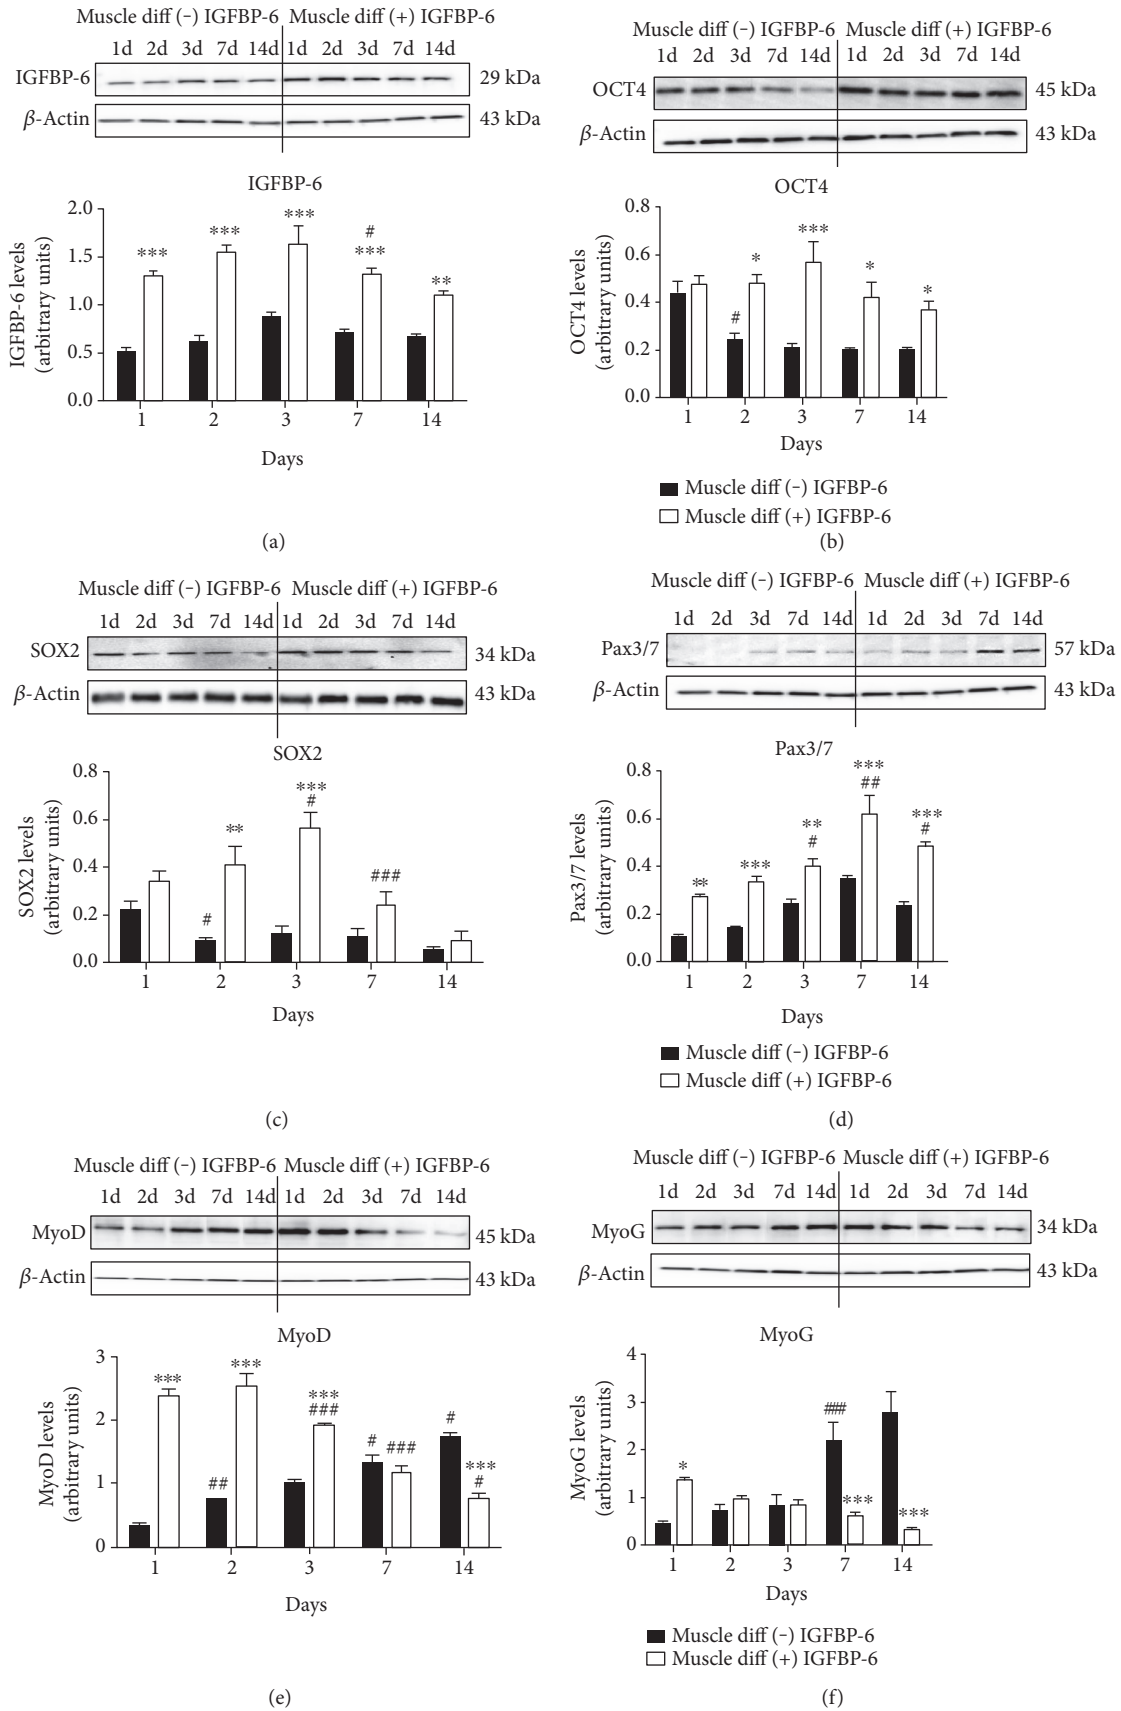 Muscle diff (−) IGFBP-6 Muscle diff (+) IGFBP-6
1d 2d 3d 7d 14d 1d 2d 3d 7d 14d
IGFBP-6 29 kDa
β-Actin 43 kDa
IGFBP-6
IGFBP-6 levels
(arbitrary units)
2.0
1.5
1.0
0.5
0.0
*** *** *** # *** **
1 2 3 7 14
Days
(a)
Muscle diff (−) IGFBP-6 Muscle diff (+) IGFBP-6
1d 2d 3d 7d 14d 1d 2d 3d 7d 14d
OCT4 45 kDa
β-Actin 43 kDa
OCT4
OCT4 levels
(arbitrary units)
0.8
0.6
0.4
0.2
0.0
# * *** * *
1 2 3 7 14
Days
Muscle diff (−) IGFBP-6
Muscle diff (+) IGFBP-6
(b)
Muscle diff (−) IGFBP-6 Muscle diff (+) IGFBP-6
1d 2d 3d 7d 14d 1d 2d 3d 7d 14d
SOX2 34 kDa
β-Actin 43 kDa
SOX2
SOX2 levels
(arbitrary units)
0.8
0.6
0.4
0.2
0.0
# ** *** # ###
1 2 3 7 14
Days
(c)
Muscle diff (−) IGFBP-6 Muscle diff (+) IGFBP-6
1d 2d 3d 7d 14d 1d 2d 3d 7d 14d
Pax3/7 57 kDa
β-Actin 43 kDa
Pax3/7
Pax3/7 levels
(arbitrary units)
0.8
0.6
0.4
0.2
0.0
** *** ** # *** ## *** #
1 2 3 7 14
Days
Muscle diff (−) IGFBP-6
Muscle diff (+) IGFBP-6
(d)
Muscle diff (−) IGFBP-6 Muscle diff (+) IGFBP-6
1d 2d 3d 7d 14d 1d 2d 3d 7d 14d
MyoD 45 kDa
β-Actin 43 kDa
MyoD
MyoD levels
(arbitrary units)
3
2
1
0
*** ## *** *** ### # ### # *** #
1 2 3 7 14
Days
(e)
Muscle diff (−) IGFBP-6 Muscle diff (+) IGFBP-6
1d 2d 3d 7d 14d 1d 2d 3d 7d 14d
MyoG 34 kDa
β-Actin 43 kDa
MyoG
MyoG levels
(arbitrary units)
4
3
2
1
0
* ### *** ***
1 2 3 7 14
Days
Muscle diff (−) IGFBP-6
Muscle diff (+) IGFBP-6
(f)